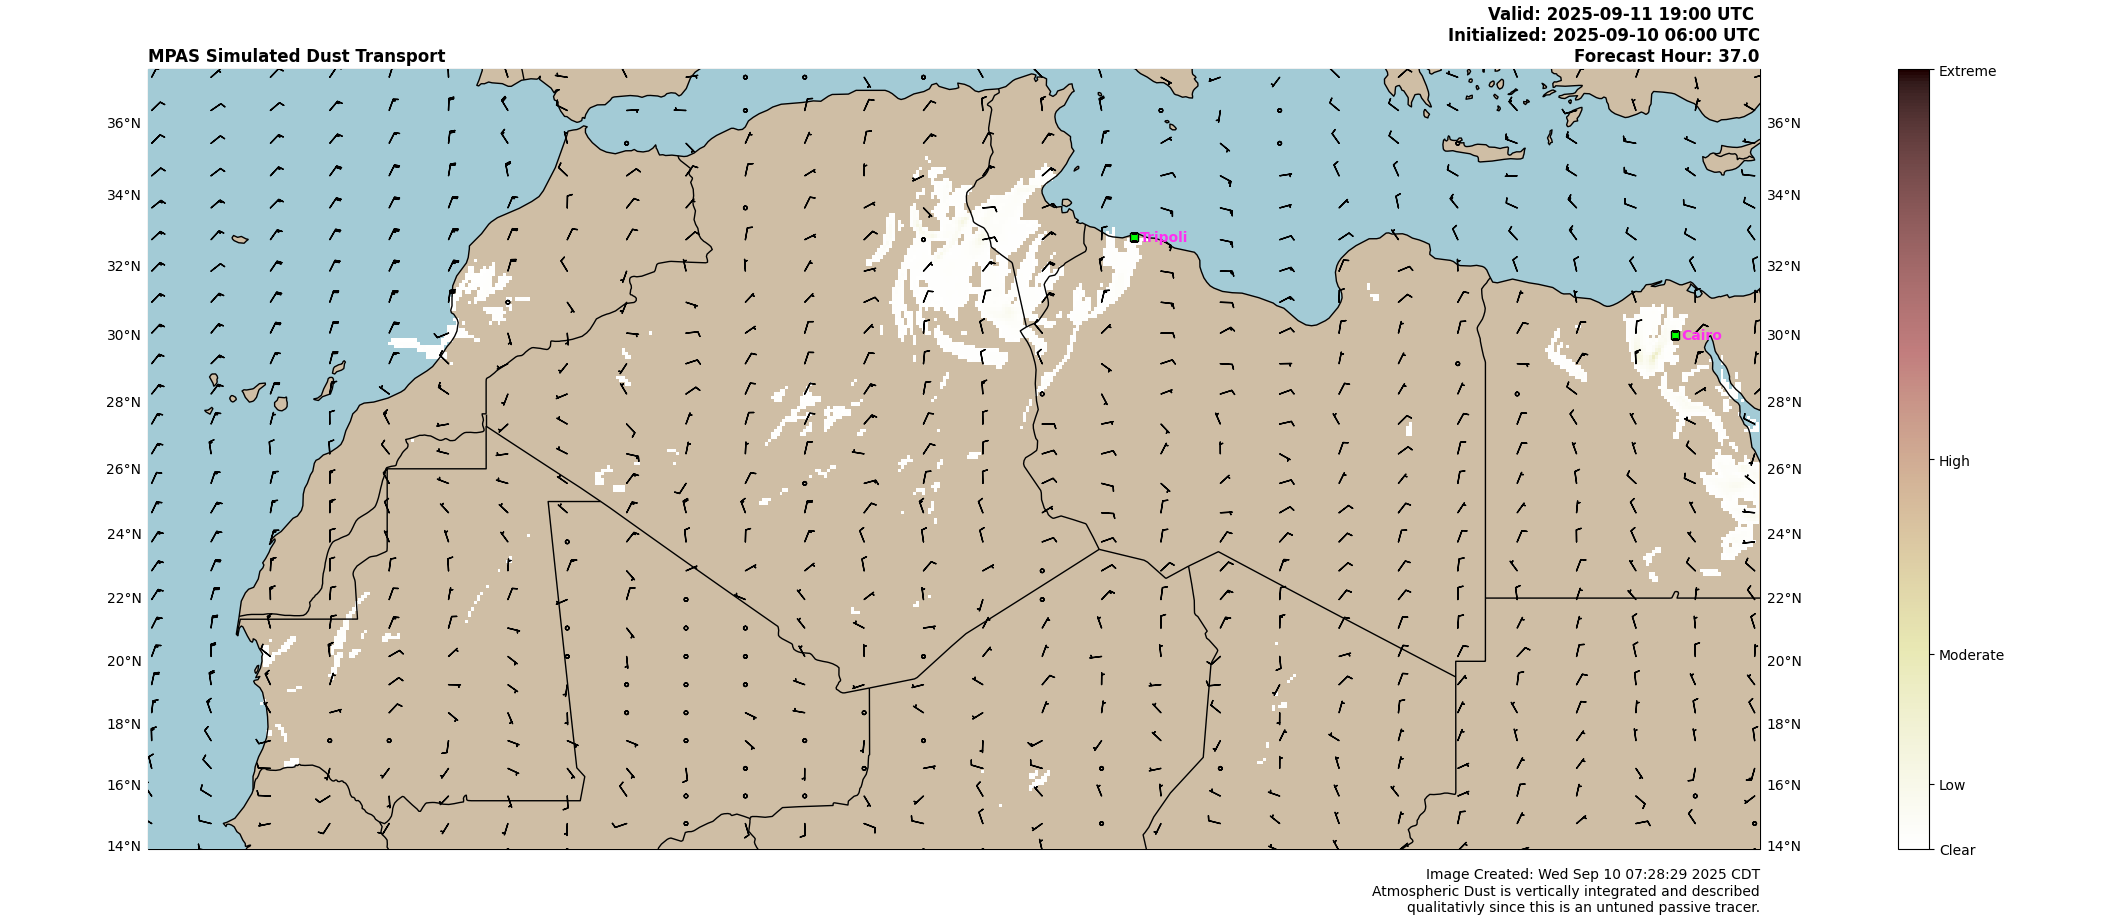 Valid: 2025-09-11 19:00 UTC
Initialized: 2025-09-10 06:00 UTC
MPAS Simulated Dust Transport
Forecast Hour: 37.0
Extreme
36°N
36°N
34°N
34°N
Tripoli
32°N
32°N
30°N
Cairo
30°N
28°N
28°N
26°N
26°N
High
24°N
24°N
22°N
22°N
20°N
20°N
Moderate
18°N
18°N
16°N
16°N
Low
14°N
14°N
Clear
Image Created: Wed Sep 10 07:28:29 2025 CDT
Atmospheric Dust is vertically integrated and described
qualitativly since this is an untuned passive tracer.